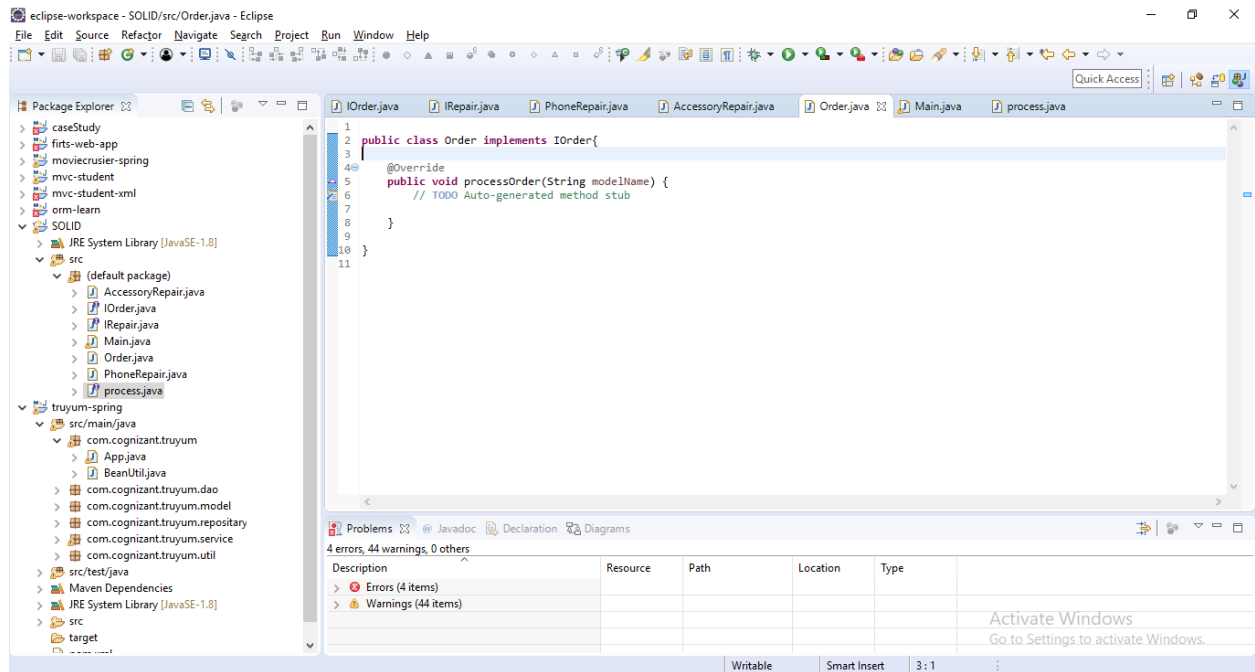 eclipse-workspace - SOLID/src/Order.java - Eclipse
File Edit Source Refactor Navigate Search Project Run Window Help
Quick Access
Package Explorer
caseStudy
firts-web-app
moviecrusier-spring
mvc-student
mvc-student-xml
orm-learn
SOLID
JRE System Library [JavaSE-1.8]
src
(default package)
AccessoryRepair.java
IOrder.java
IRepair.java
Main.java
Order.java
PhoneRepair.java
process.java
truyum-spring
src/main/java
com.cognizant.truyum
App.java
BeanUtil.java
com.cognizant.truyum.dao
com.cognizant.truyum.model
com.cognizant.truyum.repositary
com.cognizant.truyum.service
com.cognizant.truyum.util
src/test/java
Maven Dependencies
JRE System Library [JavaSE-1.8]
src
target
IOrder.java IRepair.java PhoneRepair.java AccessoryRepair.java Order.java Main.java process.java
1
2 public class Order implements IOrder{
3
4 @Override
5 public void processOrder(String modelName) {
6 // TODO Auto-generated method stub
7
8 }
9
10 }
11
Problems @ Javadoc Declaration Diagrams
4 errors, 44 warnings, 0 others
Description Resource Path Location Type
Errors (4 items)
Warnings (44 items)
Activate Windows
Go to Settings to activate Windows.
Writable Smart Insert 3 : 1